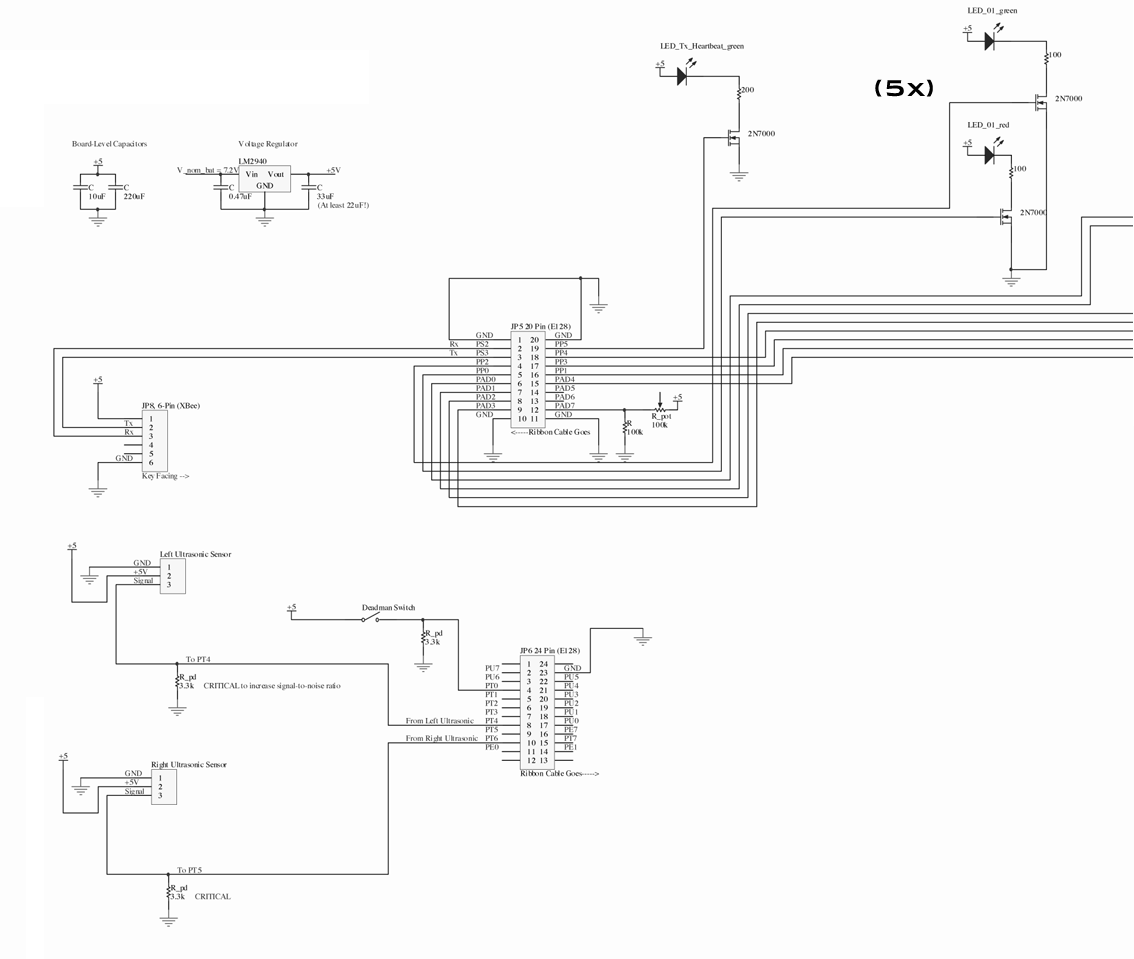 LED_01_green
+5
100
2N7000
(5x)
LED_Tx_Heartbeat_green
+5
200
2N7000
LED_01_red
+5
100
2N7000
Board-Level Capacitors
+5
C
10uF
C
220uF
Voltage Regulator
LM2940
V_nom_bat = 7.2V
Vin Vout
GND
+5V
C
0.47uF
C
33uF
(At least 22uF!)
JP5 20 Pin (E128)
GND 1 20 GND
Rx PS2 2 19 PP5
Tx PS3 3 18 PP4
PP2 4 17 PP3
PP0 5 16 PP1
PAD0 6 15 PAD4
PAD1 7 14 PAD5
PAD2 8 13 PAD6
PAD3 9 12 PAD7
GND 10 11 GND
<-----Ribbon Cable Goes
+5
R_pot
100k
R
100k
+5
JP8, 6-Pin (XBee)
1
Tx 2
Rx 3
4
5
GND 6
Key Facing -->
+5
Left Ultrasonic Sensor
GND 1
+5V 2
Signal 3
To PT4
R_pd
3.3k
CRITICAL to increase signal-to-noise ratio
+5
Deadman Switch
R_pd
3.3k
JP6 24 Pin (E128)
1 24
PU7 2 23 GND
PU6 3 22 PU5
PT0 4 21 PU4
PT1 5 20 PU3
PT2 6 19 PU2
PT3 7 18 PU1
From Left Ultrasonic PT4 8 17 PU0
PT5 9 16 PE7
From Right Ultrasonic PT6 10 15 PT7
PE0 11 14 PE1
12 13
Ribbon Cable Goes----->
+5
Right Ultrasonic Sensor
GND 1
+5V 2
Signal 3
To PT5
R_pd
3.3k
CRITICAL